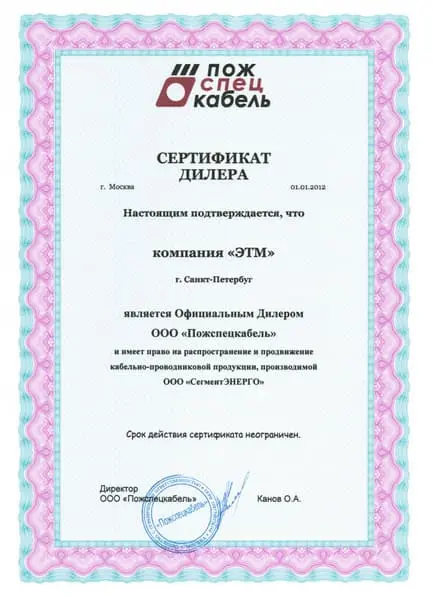 пож
спец
кабель
СЕРТИФИКАТ
ДИЛЕРА
г. Москва 01.01.2012
Настоящим подтверждается, что
компания «ЭТМ»
г. Санкт-Петербуг
является Официальным Дилером
ООО «Пожспецкабель»
и имеет право на распространение и продвижение
кабельно-проводниковой продукции, производимой
ООО «СегментЭНЕРГО»
Срок действия сертификата неограничен.
Директор
ООО «Пожспецкабель» Канов О.А.
«Пожспецкабель»